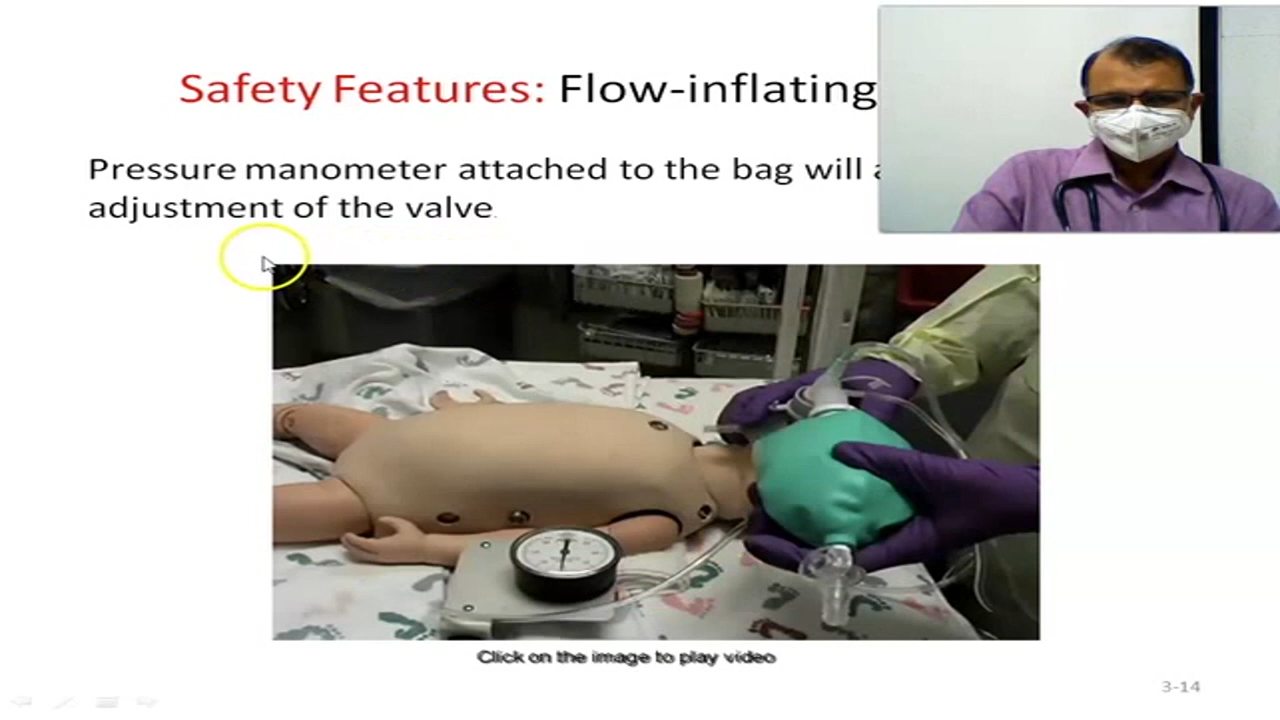 Safety Features: Flow-inflating
Pressure manometer attached to the bag will
adjustment of the valve.
Click on the image to play video
3-14